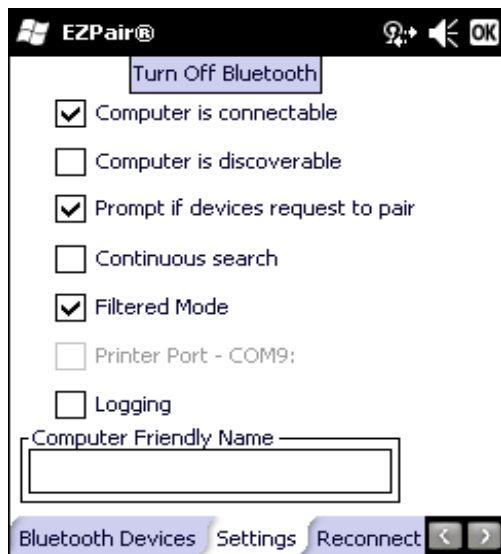 EZPair®
OK
Turn Off Bluetooth
Computer is connectable
Computer is discoverable
Prompt if devices request to pair
Continuous search
Filtered Mode
Printer Port - COM9:
Logging
Computer Friendly Name
Bluetooth Devices Settings Reconnect